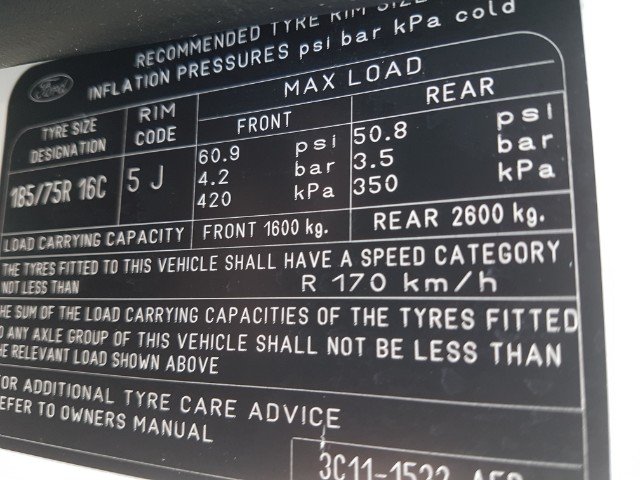 RECOMMENDED TYRE RIM SIZE
INFLATION PRESSURES psi bar kPa cold
Ford
TYRE SIZE DESIGNATION
RIM CODE
MAX LOAD
FRONT
REAR
185/75R 16C
5 J
60.9 psi 50.8 psi
4.2 bar 3.5 bar
420 kPa 350 kPa
LOAD CARRYING CAPACITY FRONT 1600 kg. REAR 2600 kg.
THE TYRES FITTED TO THIS VEHICLE SHALL HAVE A SPEED CATEGORY
NOT LESS THAN R 170 km/h
THE SUM OF THE LOAD CARRYING CAPACITIES OF THE TYRES FITTED
ANY AXLE GROUP OF THIS VEHICLE SHALL NOT BE LESS THAN
THE RELEVANT LOAD SHOWN ABOVE
FOR ADDITIONAL TYRE CARE ADVICE
REFER TO OWNERS MANUAL